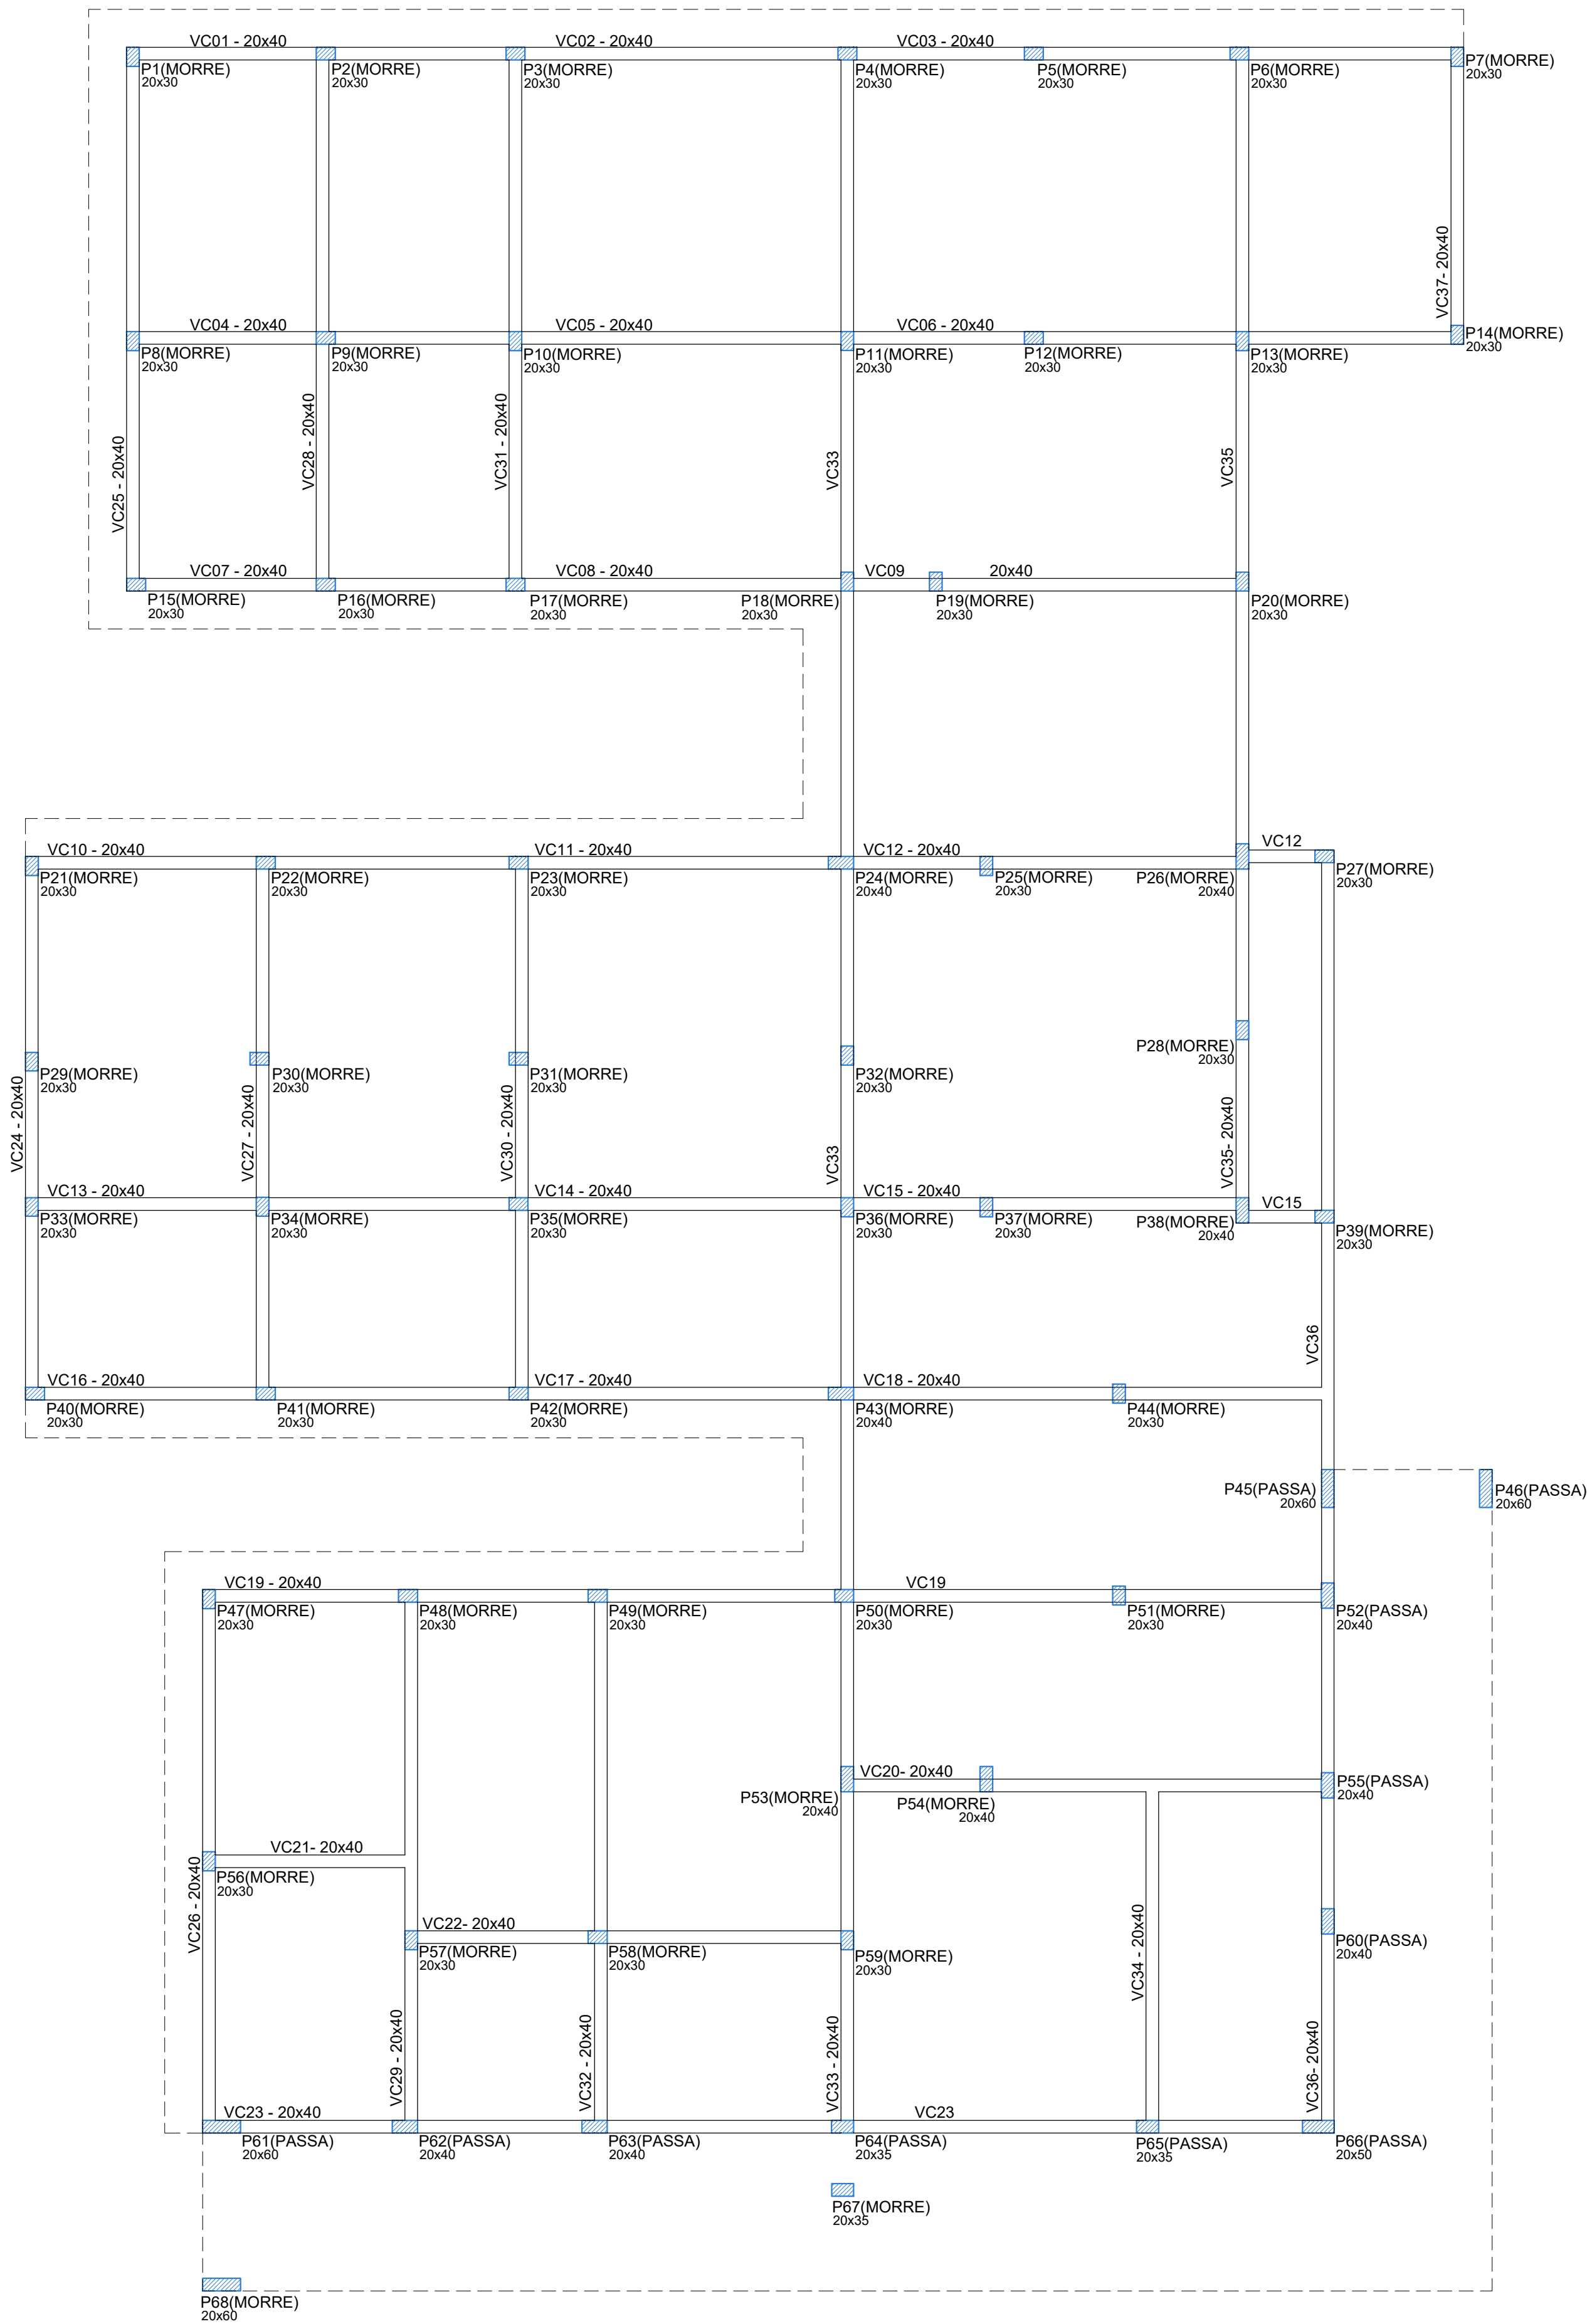 VC01 - 20x40
VC02 - 20x40
VC03 - 20x40
P1(MORRE)
20x30
P2(MORRE)
20x30
P3(MORRE)
20x30
P4(MORRE)
20x30
P5(MORRE)
20x30
P6(MORRE)
20x30
P7(MORRE)
20x30
VC37- 20x40
VC04 - 20x40
VC05 - 20x40
VC06 - 20x40
P8(MORRE)
20x30
P9(MORRE)
20x30
P10(MORRE)
20x30
P11(MORRE)
20x30
P12(MORRE)
20x30
P13(MORRE)
20x30
P14(MORRE)
20x30
VC25 - 20x40
VC28 - 20x40
VC31 - 20x40
VC33
VC35
VC07 - 20x40
VC08 - 20x40
VC09
20x40
P15(MORRE)
20x30
P16(MORRE)
20x30
P17(MORRE)
20x30
P18(MORRE)
20x30
P19(MORRE)
20x30
P20(MORRE)
20x30
VC10 - 20x40
VC11 - 20x40
VC12 - 20x40
VC12
P21(MORRE)
20x30
P22(MORRE)
20x30
P23(MORRE)
20x30
P24(MORRE)
20x40
P25(MORRE)
20x30
P26(MORRE)
20x40
P27(MORRE)
20x30
P28(MORRE)
20x30
P29(MORRE)
20x30
P30(MORRE)
20x30
P31(MORRE)
20x30
P32(MORRE)
20x30
VC24 - 20x40
VC27 - 20x40
VC30 - 20x40
VC33
VC35- 20x40
VC13 - 20x40
VC14 - 20x40
VC15 - 20x40
VC15
P33(MORRE)
20x30
P34(MORRE)
20x30
P35(MORRE)
20x30
P36(MORRE)
20x30
P37(MORRE)
20x30
P38(MORRE)
20x40
P39(MORRE)
20x30
VC36
VC16 - 20x40
VC17 - 20x40
VC18 - 20x40
P40(MORRE)
20x30
P41(MORRE)
20x30
P42(MORRE)
20x30
P43(MORRE)
20x40
P44(MORRE)
20x30
P45(PASSA)
20x60
P46(PASSA)
20x60
VC19 - 20x40
VC19
P47(MORRE)
20x30
P48(MORRE)
20x30
P49(MORRE)
20x30
P50(MORRE)
20x30
P51(MORRE)
20x30
P52(PASSA)
20x40
VC20- 20x40
P53(MORRE)
20x40
P54(MORRE)
20x40
P55(PASSA)
20x40
VC21- 20x40
P56(MORRE)
20x30
VC26 - 20x40
VC22- 20x40
P57(MORRE)
20x30
P58(MORRE)
20x30
P59(MORRE)
20x30
P60(PASSA)
20x40
VC34 - 20x40
VC29 - 20x40
VC32 - 20x40
VC33 - 20x40
VC36- 20x40
VC23 - 20x40
VC23
P61(PASSA)
20x60
P62(PASSA)
20x40
P63(PASSA)
20x40
P64(PASSA)
20x35
P65(PASSA)
20x35
P66(PASSA)
20x50
P67(MORRE)
20x35
P68(MORRE)
20x60